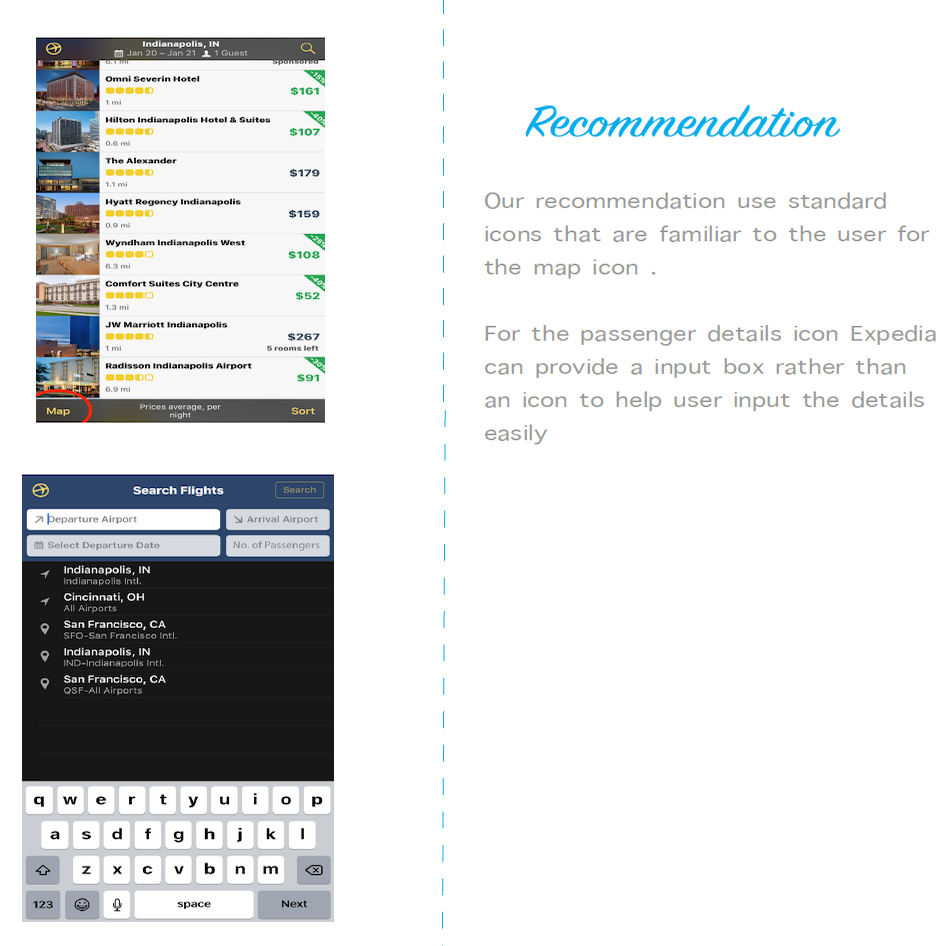 Indianapolis, IN
Jan 20 – Jan 21 1 Guest
6.1 mi Sponsored
Omni Severin Hotel
-15%
$161
1 mi
Hilton Indianapolis Hotel & Suites
-40%
$107
0.6 mi
The Alexander
$179
1.1 mi
Hyatt Regency Indianapolis
$159
0.9 mi
Wyndham Indianapolis West
-25%
$108
6.3 mi
Comfort Suites City Centre
-40%
$52
1.3 mi
JW Marriott Indianapolis
$267
1 mi 5 rooms left
Radisson Indianapolis Airport
-30%
$91
6.9 mi
Map Prices average, per Sort
night
Search Flights Search
Departure Airport Arrival Airport
Select Departure Date No. of Passengers
Indianapolis, IN
Indianapolis Intl.
Cincinnati, OH
All Airports
San Francisco, CA
SFO-San Francisco Intl.
Indianapolis, IN
IND-Indianapolis Intl.
San Francisco, CA
QSF-All Airports
q w e r t y u i o p
a s d f g h j k l
z x c v b n m
123 space Next
Recommendation
Our recommendation use standard
icons that are familiar to the user for
the map icon .
For the passenger details icon Expedia
can provide a input box rather than
an icon to help user input the details
easily